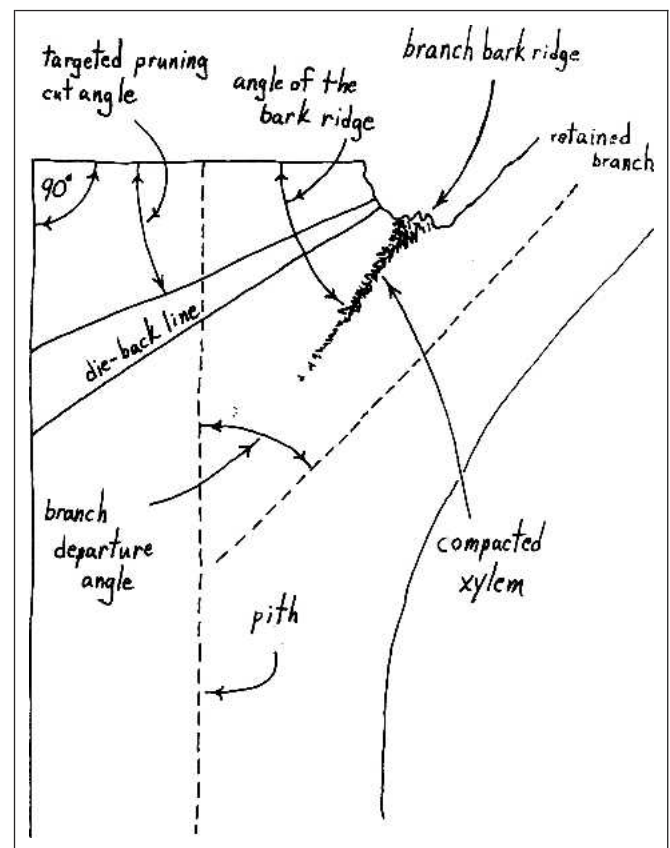 targeted pruning
cut angle
angle of the
bark ridge
branch bark ridge
retained
branch
90°
die-back line
branch
departure
angle
compacted
xylem
pith